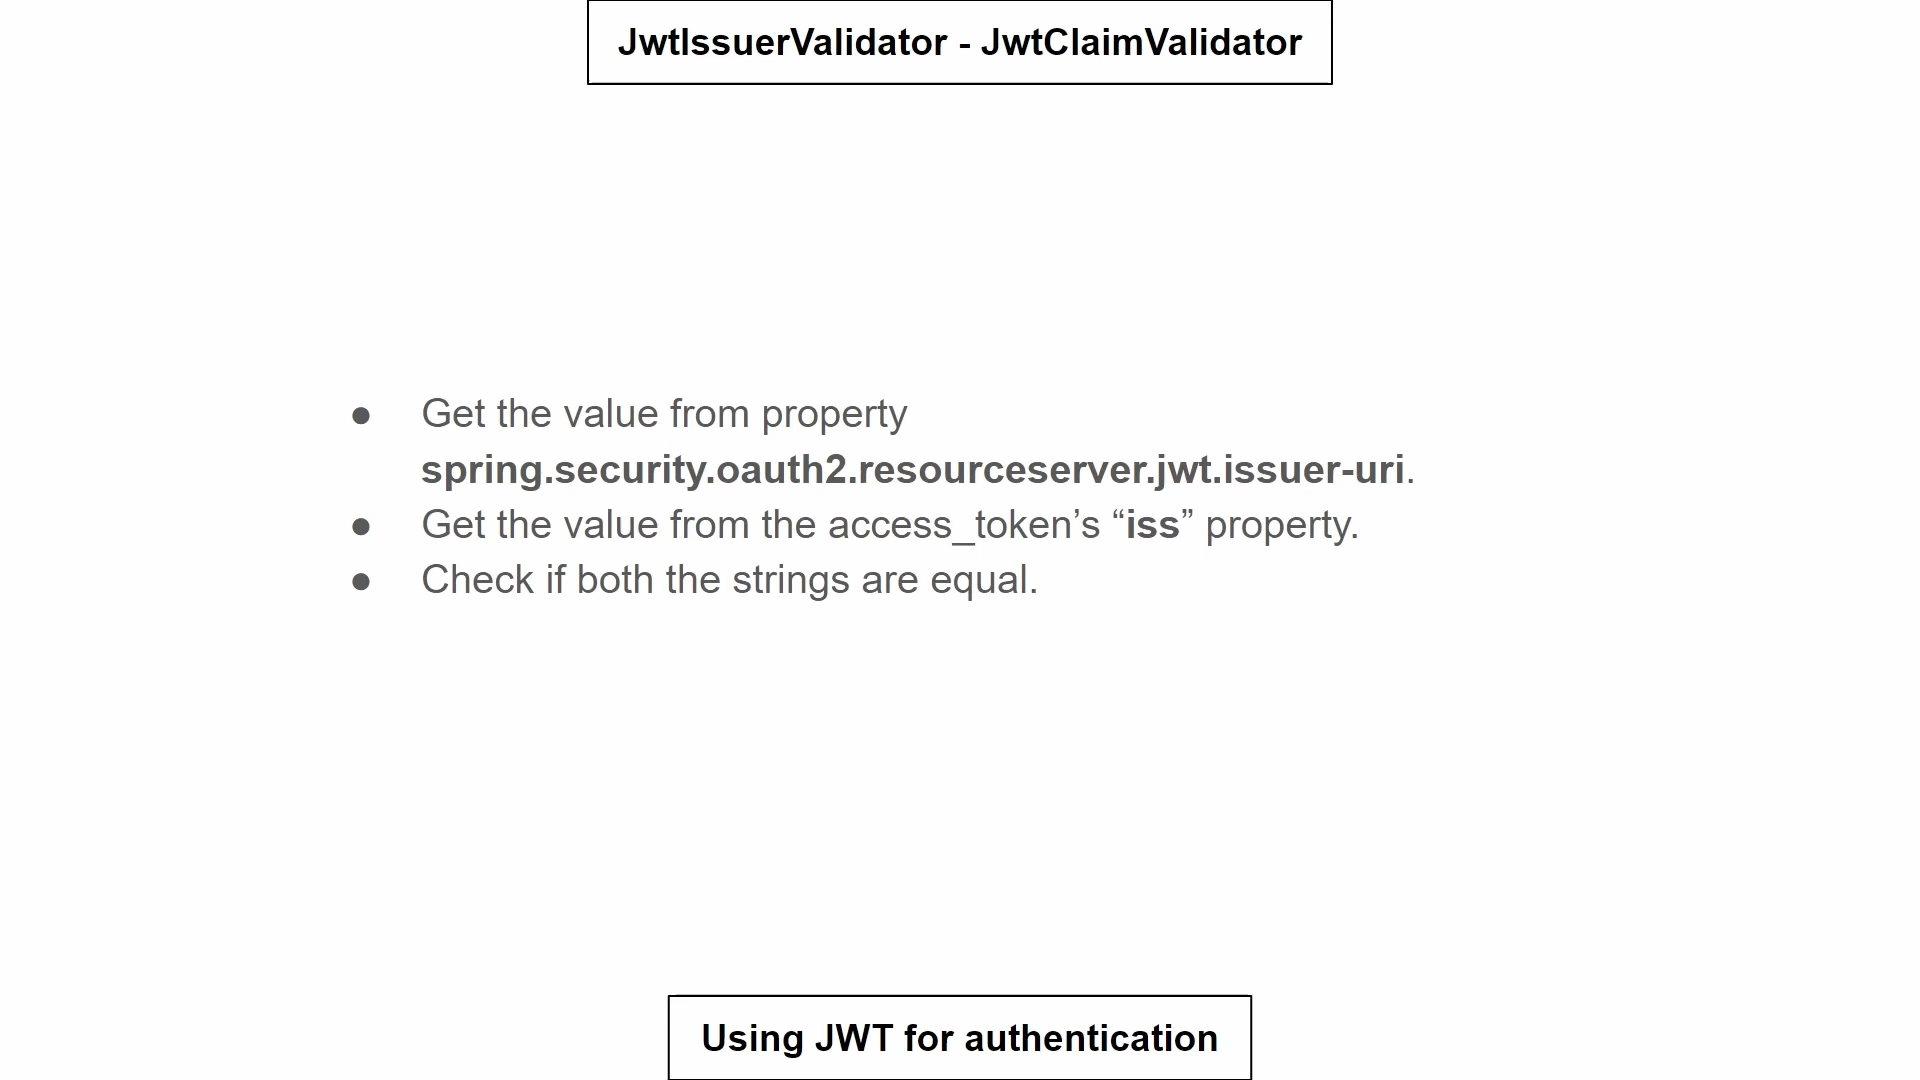 JwtIssuerValidator - JwtClaimValidator
● Get the value from property
spring.security.oauth2.resourceserver.jwt.issuer-uri.
● Get the value from the access_token’s “iss” property.
● Check if both the strings are equal.
Using JWT for authentication